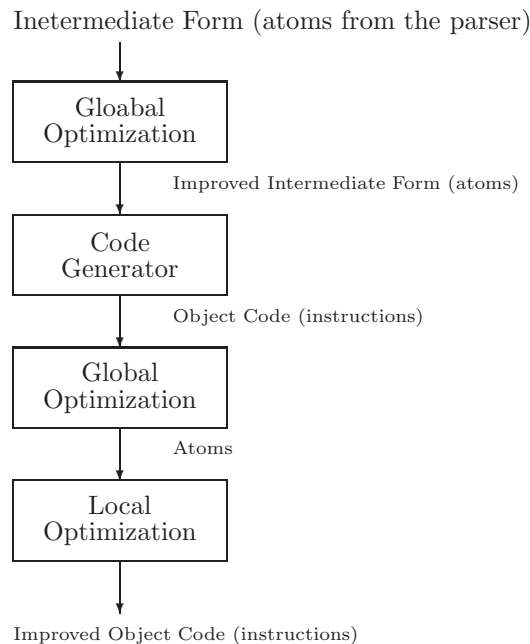 Inetermediate Form (atoms from the parser)
Gloabal
Optimization
Improved Intermediate Form (atoms)
Code
Generator
Object Code (instructions)
Global
Optimization
Atoms
Local
Optimization
Improved Object Code (instructions)